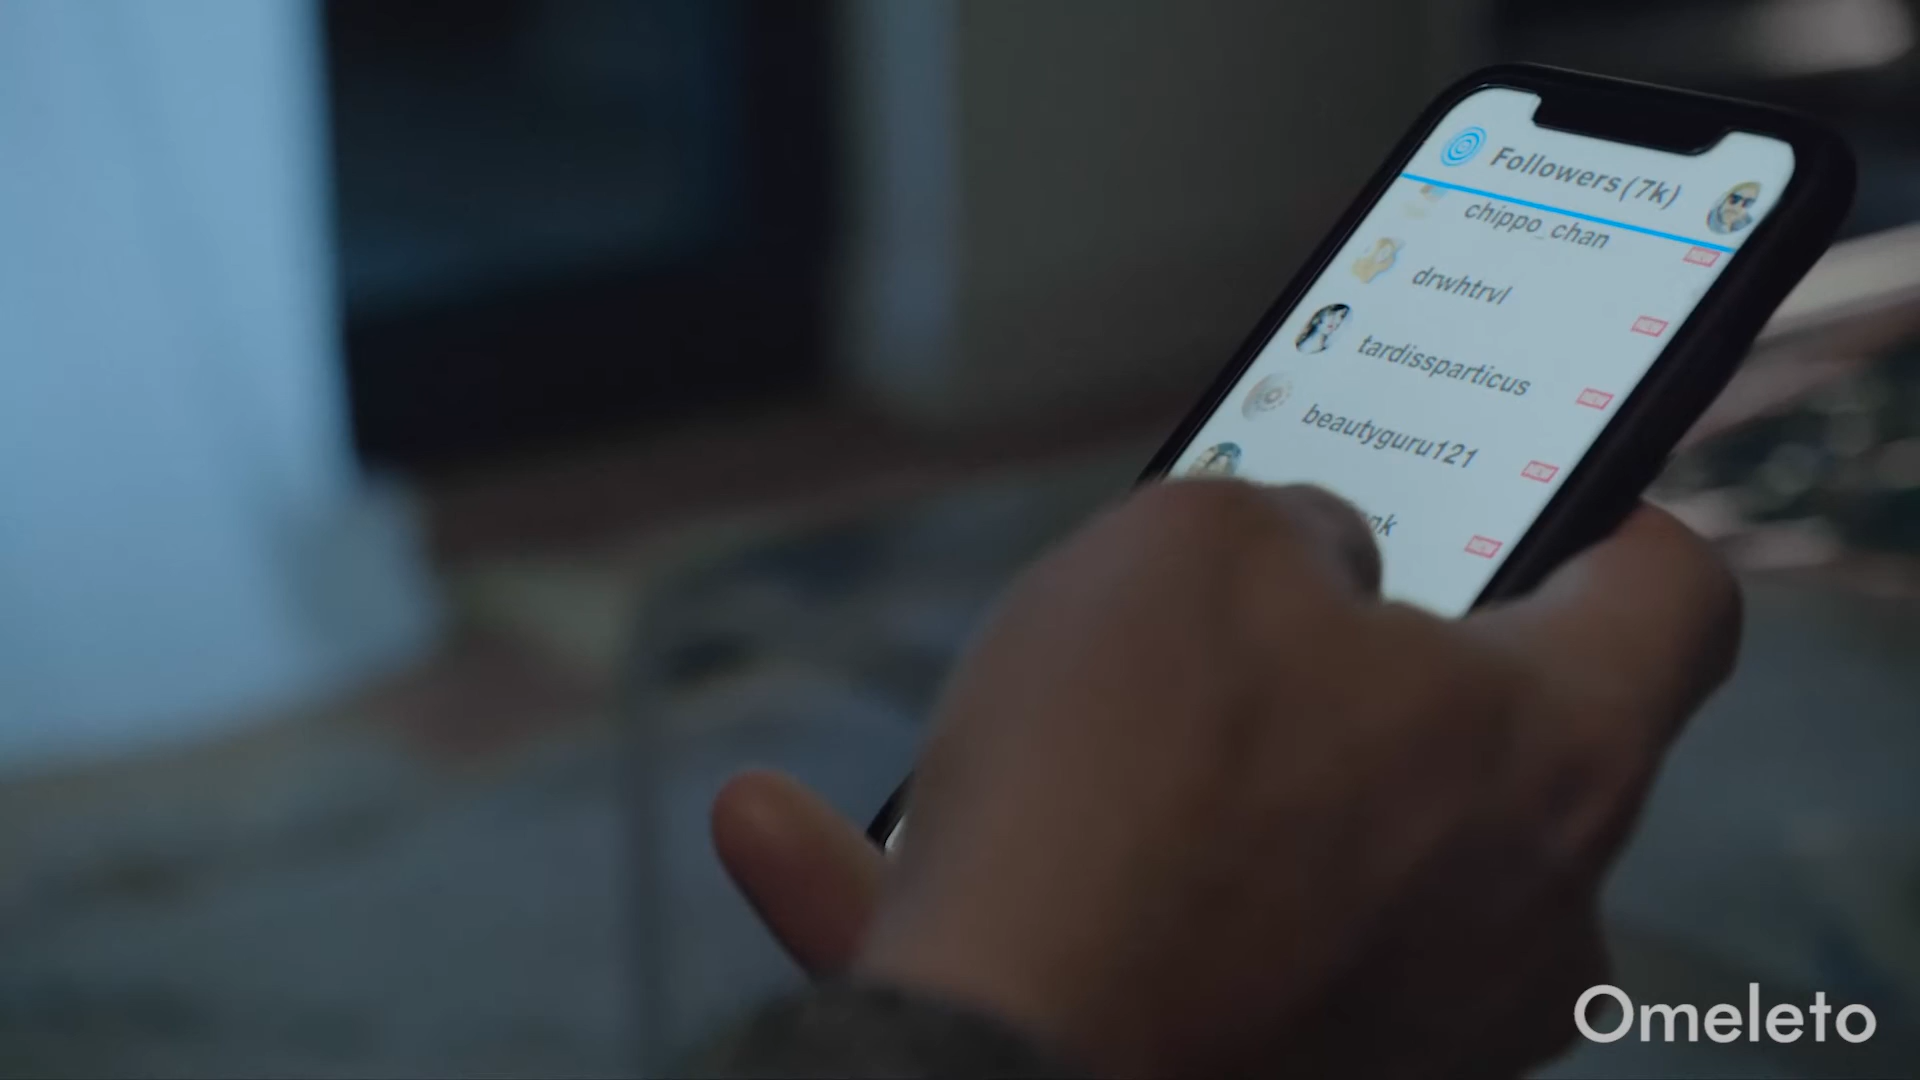 Followers (7k)
chippo_chan
drwhtrvl
tardissparticus
beautyguru121
Omeleto